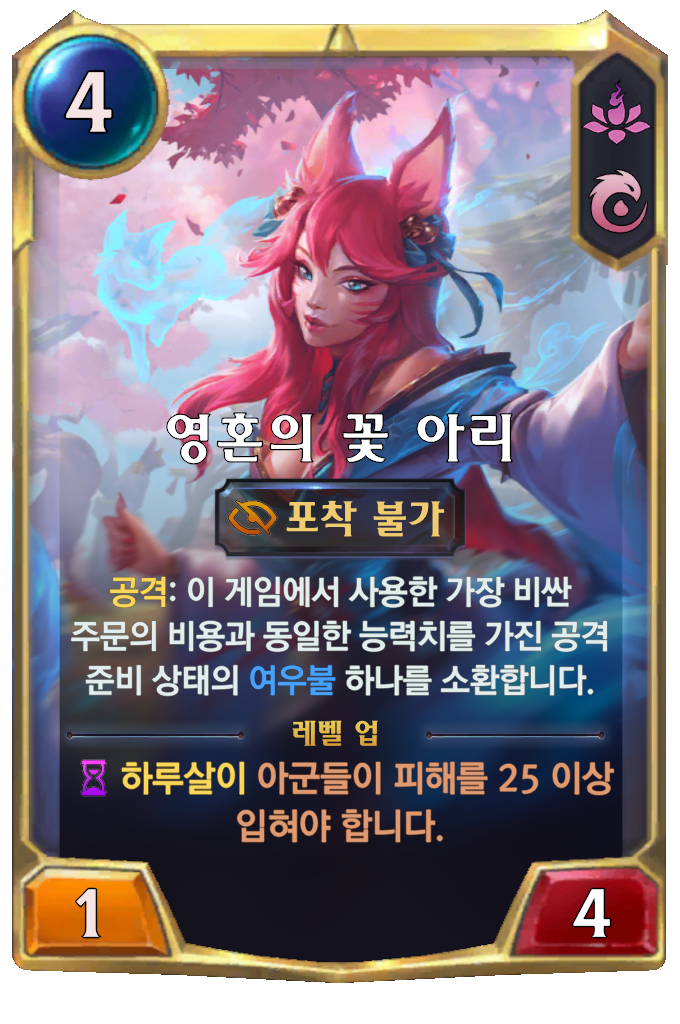 4
영혼의 꽃 아리
포착 불가
공격: 이 게임에서 사용한 가장 비싼
주문의 비용과 동일한 능력치를 가진 공격
준비 상태의 여우불 하나를 소환합니다.
레벨 업
하루살이 아군들이 피해를 25 이상
입혀야 합니다.
1
4